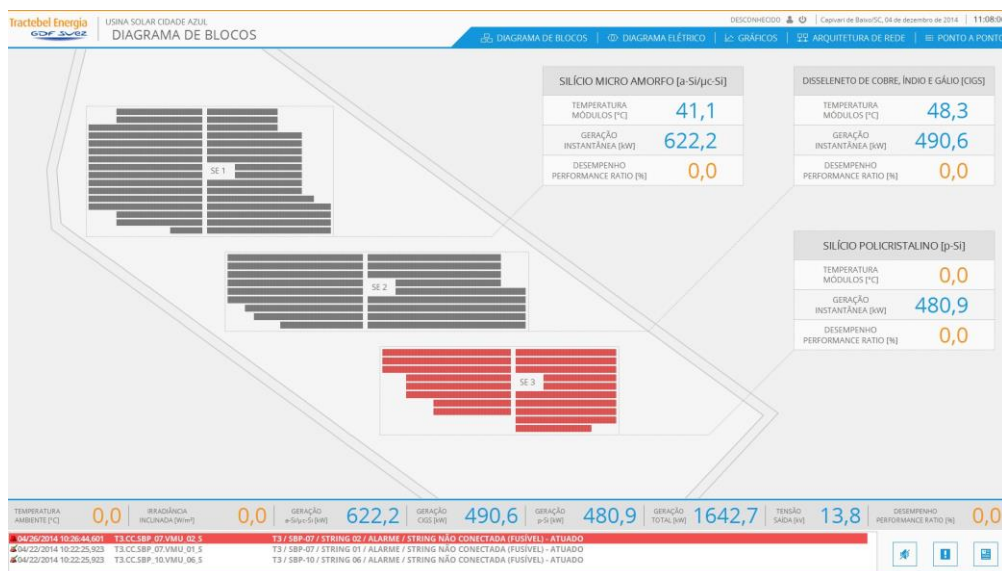 Tractebel Energia
GDF SUEZ
USINA SOLAR CIDADE AZUL
DIAGRAMA DE BLOCOS
DESCONHECIDO
Capivari de Baixo/SC, 04 de dezembro de 2014
11:08:0
DIAGRAMA DE BLOCOS
DIAGRAMA ELÉTRICO
GRÁFICOS
ARQUITETURA DE REDE
PONTO A PONTO
SILÍCIO MICRO AMORFO [a-Si/µc-Si]
TEMPERATURA
MÓDULOS [°C]
41,1
GERAÇÃO
INSTANTÂNEA [kW]
622,2
DESEMPENHO
PERFORMANCE RATIO [%]
0,0
DISSELENETO DE COBRE, ÍNDIO E GÁLIO [CIGS]
TEMPERATURA
MÓDULOS [°C]
48,3
GERAÇÃO
INSTANTÂNEA [kW]
490,6
DESEMPENHO
PERFORMANCE RATIO [%]
0,0
SE 1
SE 2
SE 3
SILÍCIO POLICRISTALINO [p-Si]
TEMPERATURA
MÓDULOS [°C]
0,0
GERAÇÃO
INSTANTÂNEA [kW]
480,9
DESEMPENHO
PERFORMANCE RATIO [%]
0,0
TEMPERATURA
AMBIENTE [°C]
0,0
IRRADIÂNCIA
INCLINADA [W/m²]
0,0
GERAÇÃO
a-Si/µc-Si [kW]
622,2
GERAÇÃO
CIGS [kW]
490,6
GERAÇÃO
p-Si [kW]
480,9
GERAÇÃO
TOTAL [kW]
1642,7
TENSÃO
SAÍDA [kV]
13,8
DESEMPENHO
PERFORMANCE RATIO [%]
0,0
04/26/2014 10:26:44,601 T3.CC.SBP_07.VMU_02_S T3 / SBP-07 / STRING 02 / ALARME / STRING NÃO CONECTADA (FUSÍVEL) - ATUADO
04/22/2014 10:22:25,923 T3.CC.SBP_07.VMU_01_S T3 / SBP-07 / STRING 01 / ALARME / STRING NÃO CONECTADA (FUSÍVEL) - ATUADO
04/22/2014 10:22:25,923 T3.CC.SBP_10.VMU_06_S T3 / SBP-10 / STRING 06 / ALARME / STRING NÃO CONECTADA (FUSÍVEL) - ATUADO